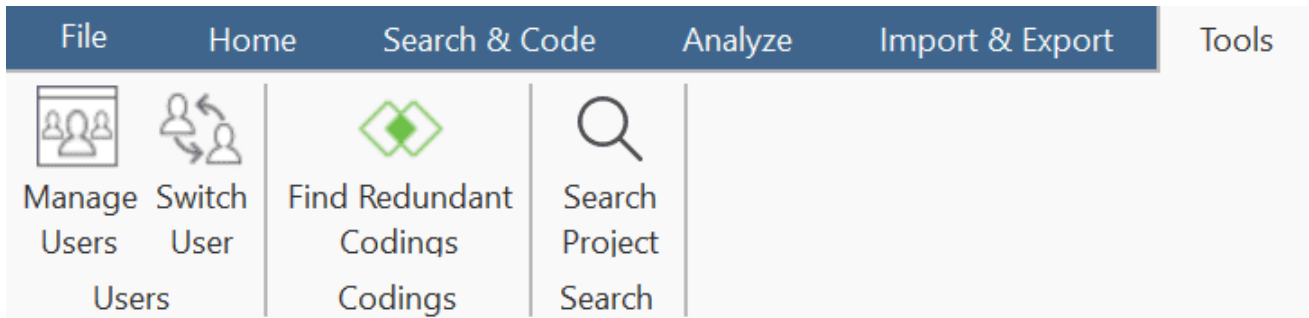 File Home Search & Code Analyze Import & Export Tools
Manage Switch Find Redundant Search
Users User Codings Project
Users Codings Search